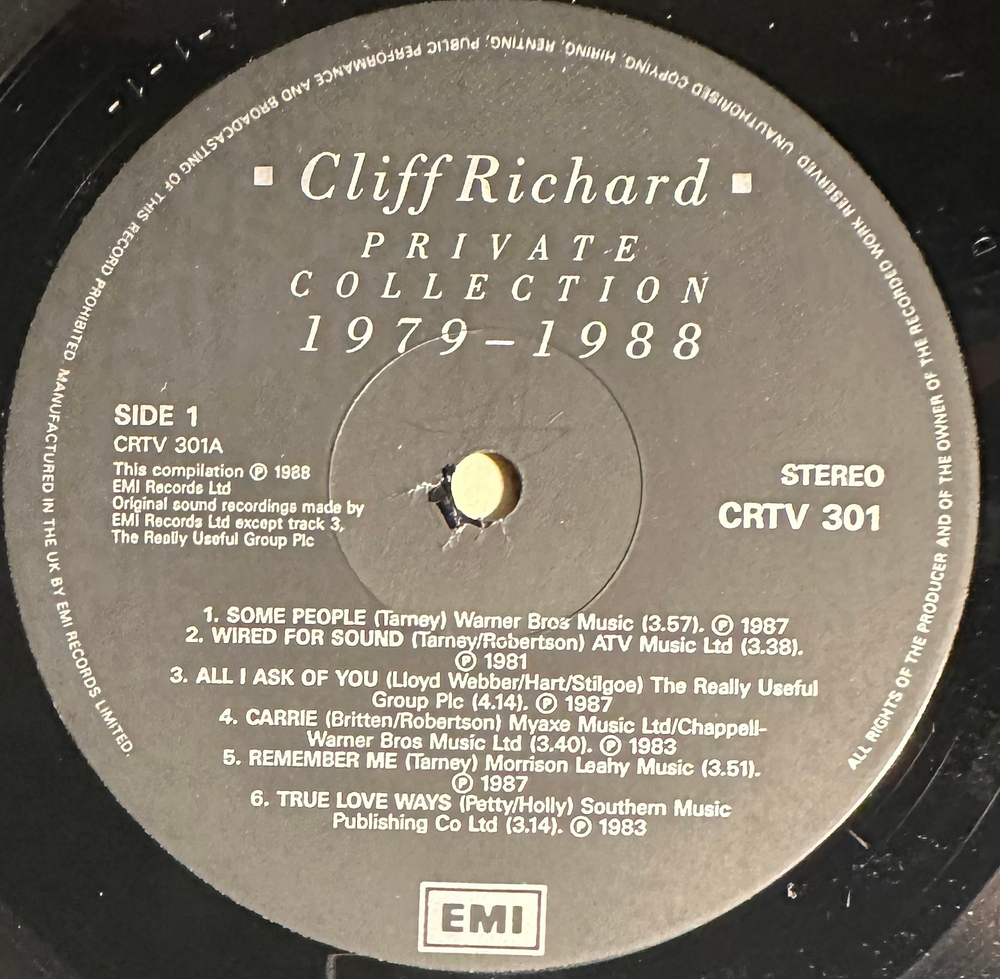 Cliff Richard
PRIVATE
COLLECTION
1979–1988
SIDE 1
CRTV 301A
This compilation Ⓟ 1988
EMI Records Ltd
Original sound recordings made by
EMI Records Ltd except track 3,
The Really Useful Group Plc
STEREO
CRTV 301
1. SOME PEOPLE (Tarney) Warner Bros Music (3.57). Ⓟ 1987
2. WIRED FOR SOUND (Tarney/Robertson) ATV Music Ltd (3.38).
Ⓟ 1981
3. ALL I ASK OF YOU (Lloyd Webber/Hart/Stilgoe) The Really Useful
Group Plc (4.14). Ⓟ 1987
4. CARRIE (Britten/Robertson) Myaxe Music Ltd/Chappell-
Warner Bros Music Ltd (3.40). Ⓟ 1983
5. REMEMBER ME (Tarney) Morrison Leahy Music (3.51).
Ⓟ 1987
6. TRUE LOVE WAYS (Petty/Holly) Southern Music
Publishing Co Ltd (3.14). Ⓟ 1983
EMI
ALL RIGHTS OF THE PRODUCER AND OF THE OWNER OF THE RECORDED WORK RESERVED. UNAUTHORISED COPYING, HIRING, RENTING, PUBLIC PERFORMANCE AND BROADCASTING OF THIS RECORD PROHIBITED. MANUFACTURED IN THE UK BY EMI RECORDS LIMITED.
- 1 - 1 -